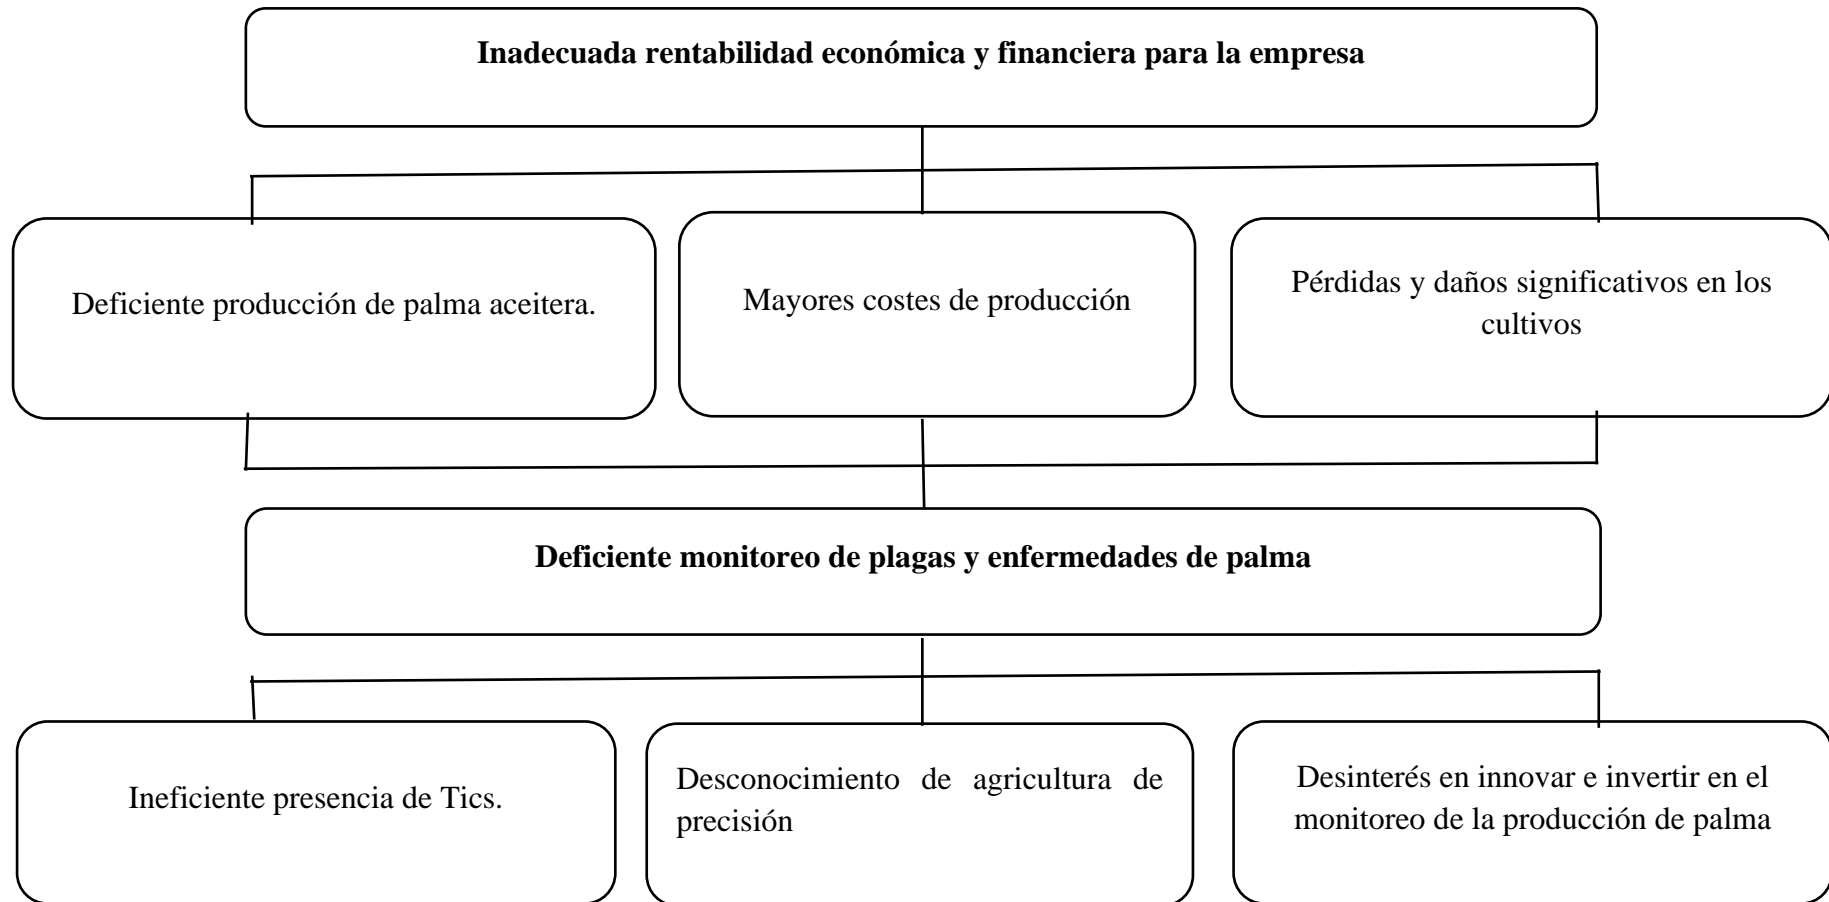 Inadecuada rentabilidad económica y financiera para la empresa
Deficiente producción de palma aceitera.
Mayores costes de producción
Pérdidas y daños significativos en los
cultivos
Deficiente monitoreo de plagas y enfermedades de palma
Ineficiente presencia de Tics.
Desconocimiento de agricultura de
precisión
Desinterés en innovar e invertir en el
monitoreo de la producción de palma